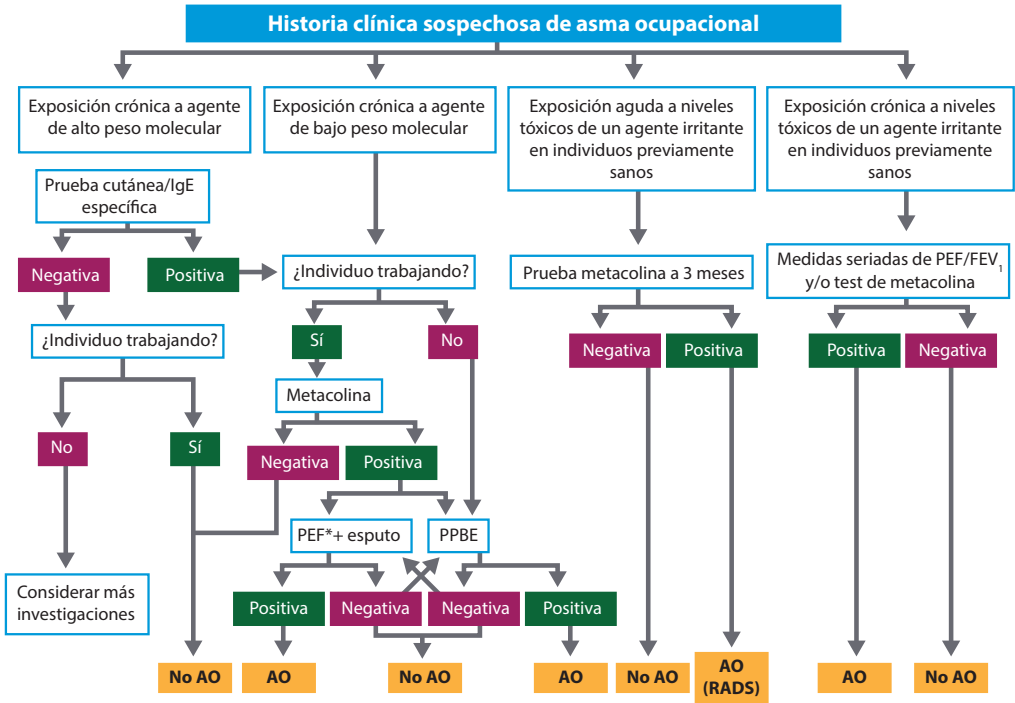 Historia clínica sospechosa de asma ocupacional
Exposición crónica a agente
de alto peso molecular
Exposición crónica a agente
de bajo peso molecular
Exposición aguda a niveles
tóxicos de un agente irritante
en individuos previamente
sanos
Exposición crónica a niveles
tóxicos de un agente irritante
en individuos previamente
sanos
Prueba cutánea/IgE
específica
Negativa
Positiva
¿Individuo trabajando?
Prueba metacolina a 3 meses
Medidas seriadas de PEF/FEV₁
y/o test de metacolina
¿Individuo trabajando?
Sí
No
Negativa
Positiva
Positiva
Negativa
Metacolina
No
Sí
Negativa
Positiva
PEF*+ esputo
PPBE
Considerar más
investigaciones
Positiva
Negativa
Negativa
Positiva
No AO
AO
No AO
AO
No AO
AO
(RADS)
AO
No AO